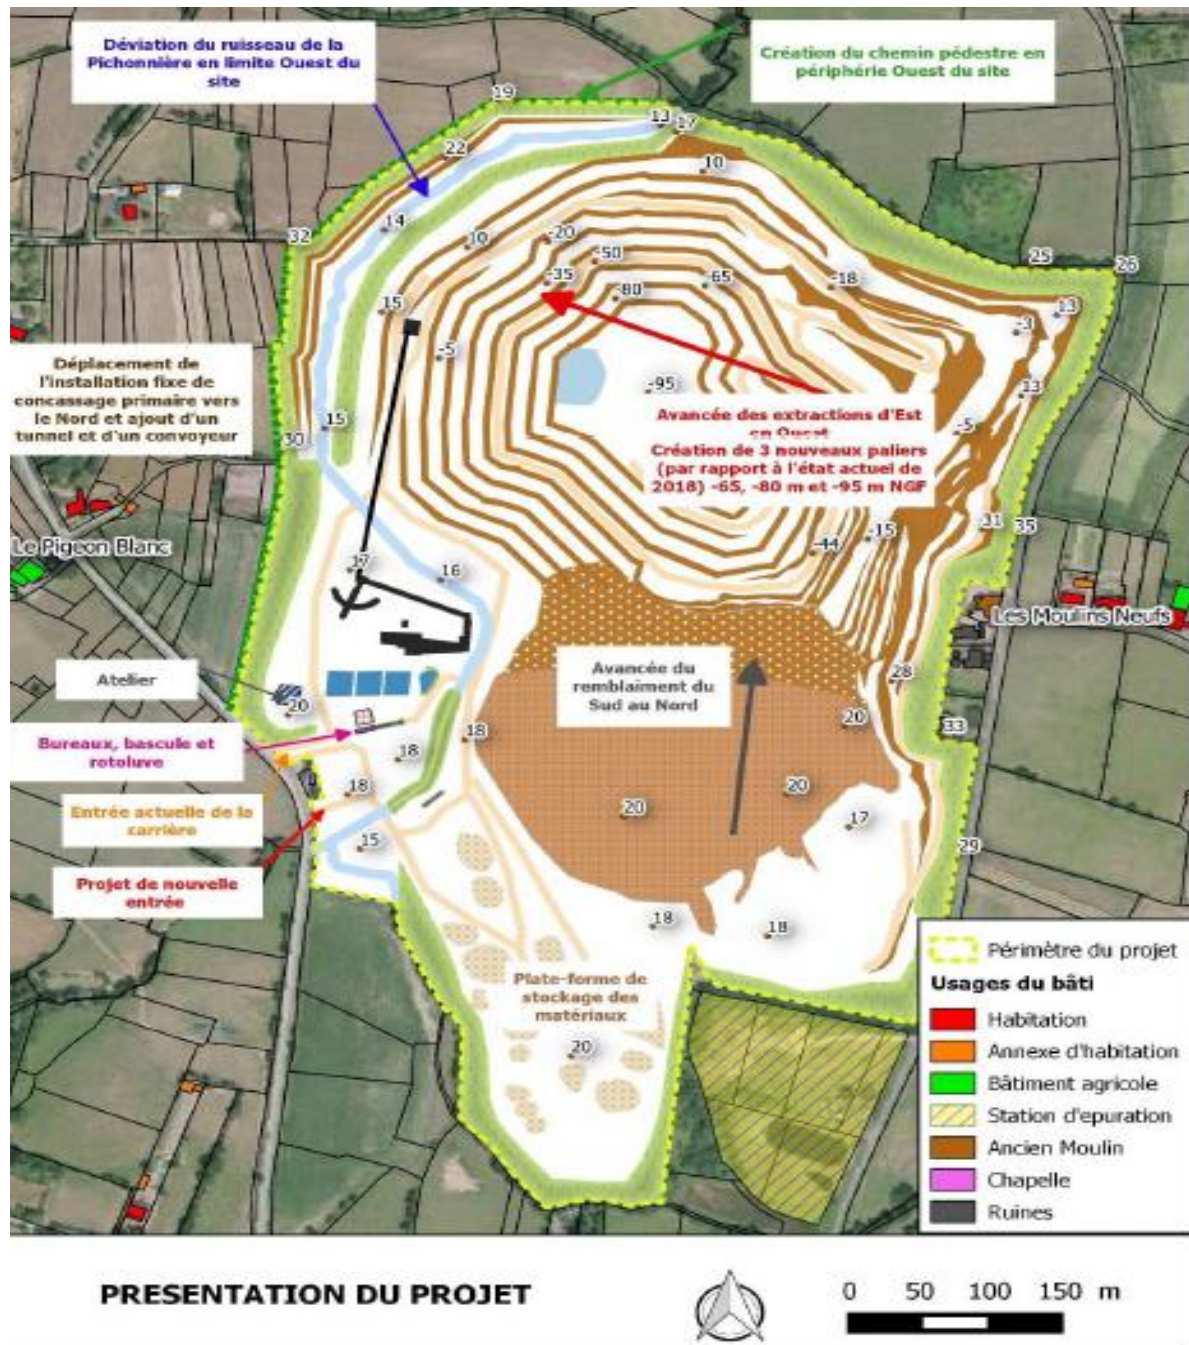 Déviation du ruisseau de la
Pichonnière en limite Ouest du
site
Création du chemin pédestre en
périphérie Ouest du site
19
13
17
22
10
14
32
10
-20
-50
-35
-80
-65
-18
25
26
15
-5
13
-3
13
-95
-5
Déplacement de
l'installation fixe de
concassage primaire vers
le Nord et ajout d'un
tunnel et d'un convoyeur
15
30
Avancée des extractions d'Est
en Ouest
Création de 3 nouveaux paliers
(par rapport à l'état actuel de
2018) -65, -80 m et -95 m NGF
31
35
-15
-44
Le Pigeon Blanc
17
16
Les Moulins Neufs
Avancée du
remblaiment du
Sud au Nord
28
Atelier
20
20
33
18
Bureaux, bascule et
rotoluve
18
18
20
20
17
Entrée actuelle de la
carrière
15
29
Projet de nouvelle
entrée
18
18
Plate-forme de
stockage des
matériaux
20
Périmètre du projet
Usages du bâti
Habitation
Annexe d'habitation
Bâtiment agricole
Station d'epuration
Ancien Moulin
Chapelle
Ruines
PRESENTATION DU PROJET
0 50 100 150 m